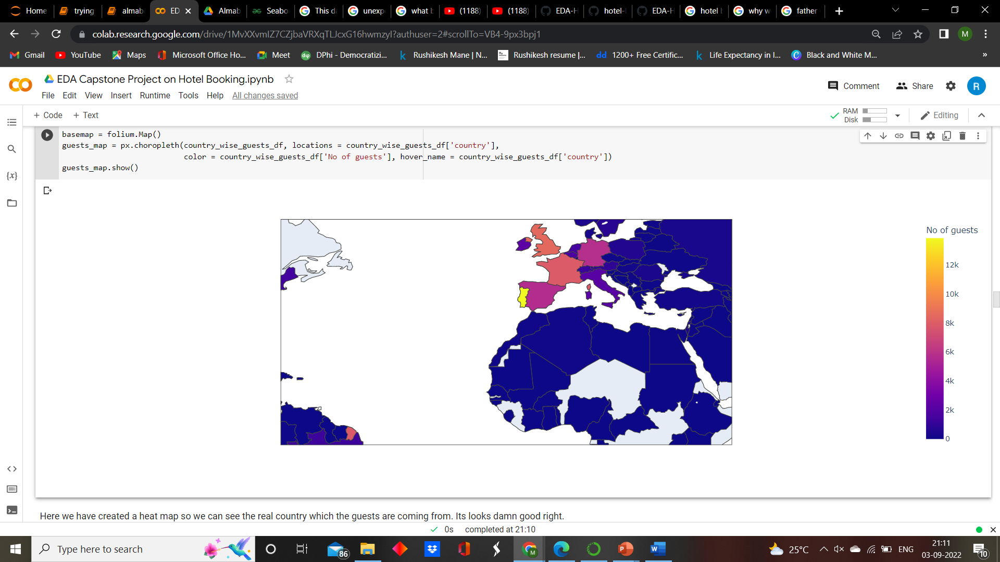 Home
trying
almab
ED
Almab
Seabo
This da
unexp
what b
(1188)
(1188)
EDA-H
hotel-
EDA-H
hotel b
why w
father
colab.research.google.com/drive/1MvXXvmIZ7CZjbaVRXqTLJcxG16hwmzyI?authuser=2#scrollTo=VB4-9px3bpj1
M
Gmail
YouTube
Maps
Microsoft Office Ho...
Meet
DPhi - Democratizi...
Rushikesh Mane | N...
Rushikesh resume |...
1200+ Free Certific...
Life Expectancy in I...
Black and White M...
»
EDA Capstone Project on Hotel Booking.ipynb
Comment
Share
R
File Edit View Insert Runtime Tools Help All changes saved
+ Code + Text
RAM
Disk
Editing
basemap = folium.Map()
guests_map = px.choropleth(country_wise_guests_df, locations = country_wise_guests_df['country'],
color = country_wise_guests_df['No of guests'], hover_name = country_wise_guests_df['country'])
guests_map.show()
{x}
No of guests
12k
10k
8k
6k
4k
2k
0
Here we have created a heat map so we can see the real country which the guests are coming from. Its looks damn good right.
0s completed at 21:10
Type here to search
86
25°C
ENG
21:11
03-09-2022
10